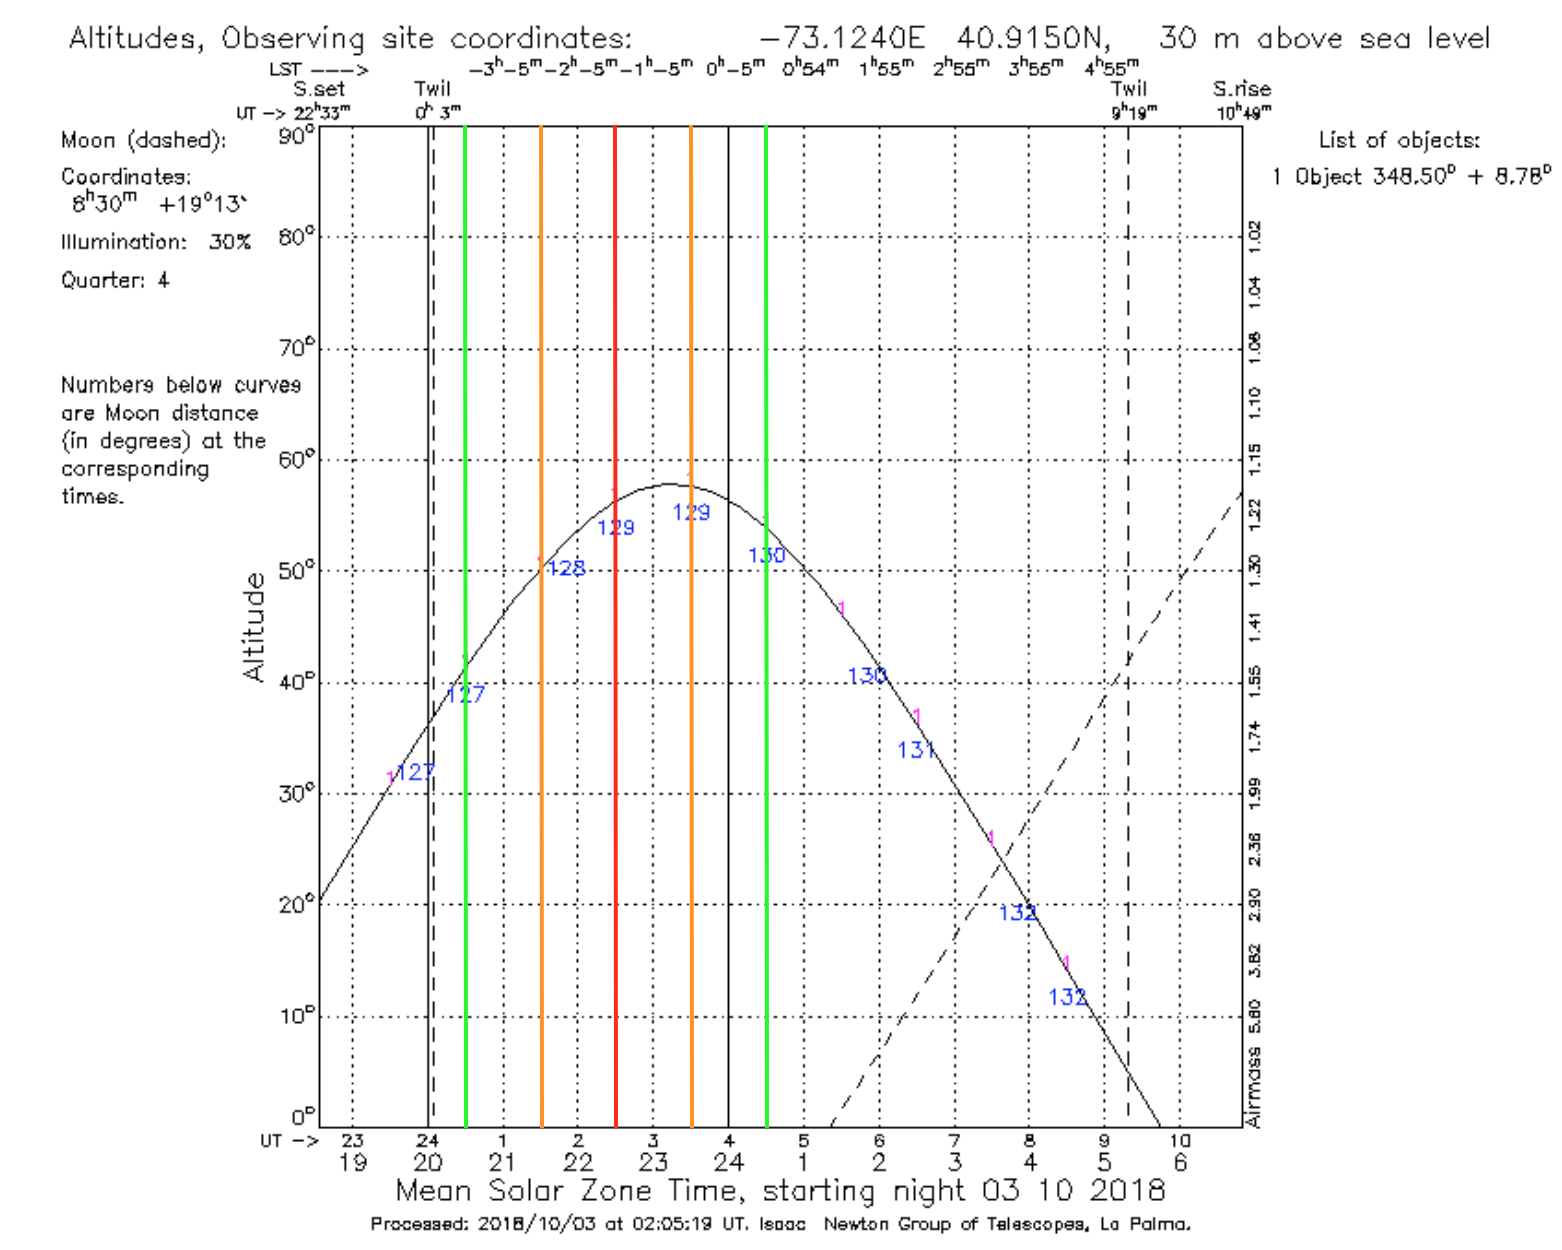 Altitudes, Observing site coordinates: −73.1240E 40.9150N, 30 m above sea level
LST ---> −3ʰ−5ᵐ−2ʰ−5ᵐ−1ʰ−5ᵐ 0ʰ−5ᵐ 0ʰ54ᵐ 1ʰ55ᵐ 2ʰ55ᵐ 3ʰ55ᵐ 4ʰ55ᵐ
S.set Twil Twil S.rise
UT −> 22ʰ33ᵐ 0ʰ 3ᵐ 9ʰ19ᵐ 10ʰ49ᵐ
Moon (dashed):
Coordinates:
8ʰ30ᵐ +19°13'
Illumination: 30%
Quarter: 4
Numbers below curves
are Moon distance
(in degrees) at the
corresponding
times.
List of objects:
1 Object 348.50ᴰ + 8.78ᴰ
Altitude
90°
80°
70°
60°
50°
40°
30°
20°
10°
0°
1.02
1.04
1.06
1.10
1.15
1.22
1.30
1.41
1.55
1.74
1.99
2.36
2.90
3.82
5.80
Airmass
1 127
127
128
129
129
130
1
130
1
131
1
132
1
132
UT −> 23 24 1 2 3 4 5 6 7 8 9 10
19 20 21 22 23 24 1 2 3 4 5 6
Mean Solar Zone Time, starting night 03 10 2018
Processed: 2018/10/03 at 02:05:19 UT. Isaac Newton Group of Telescopes, La Palma.